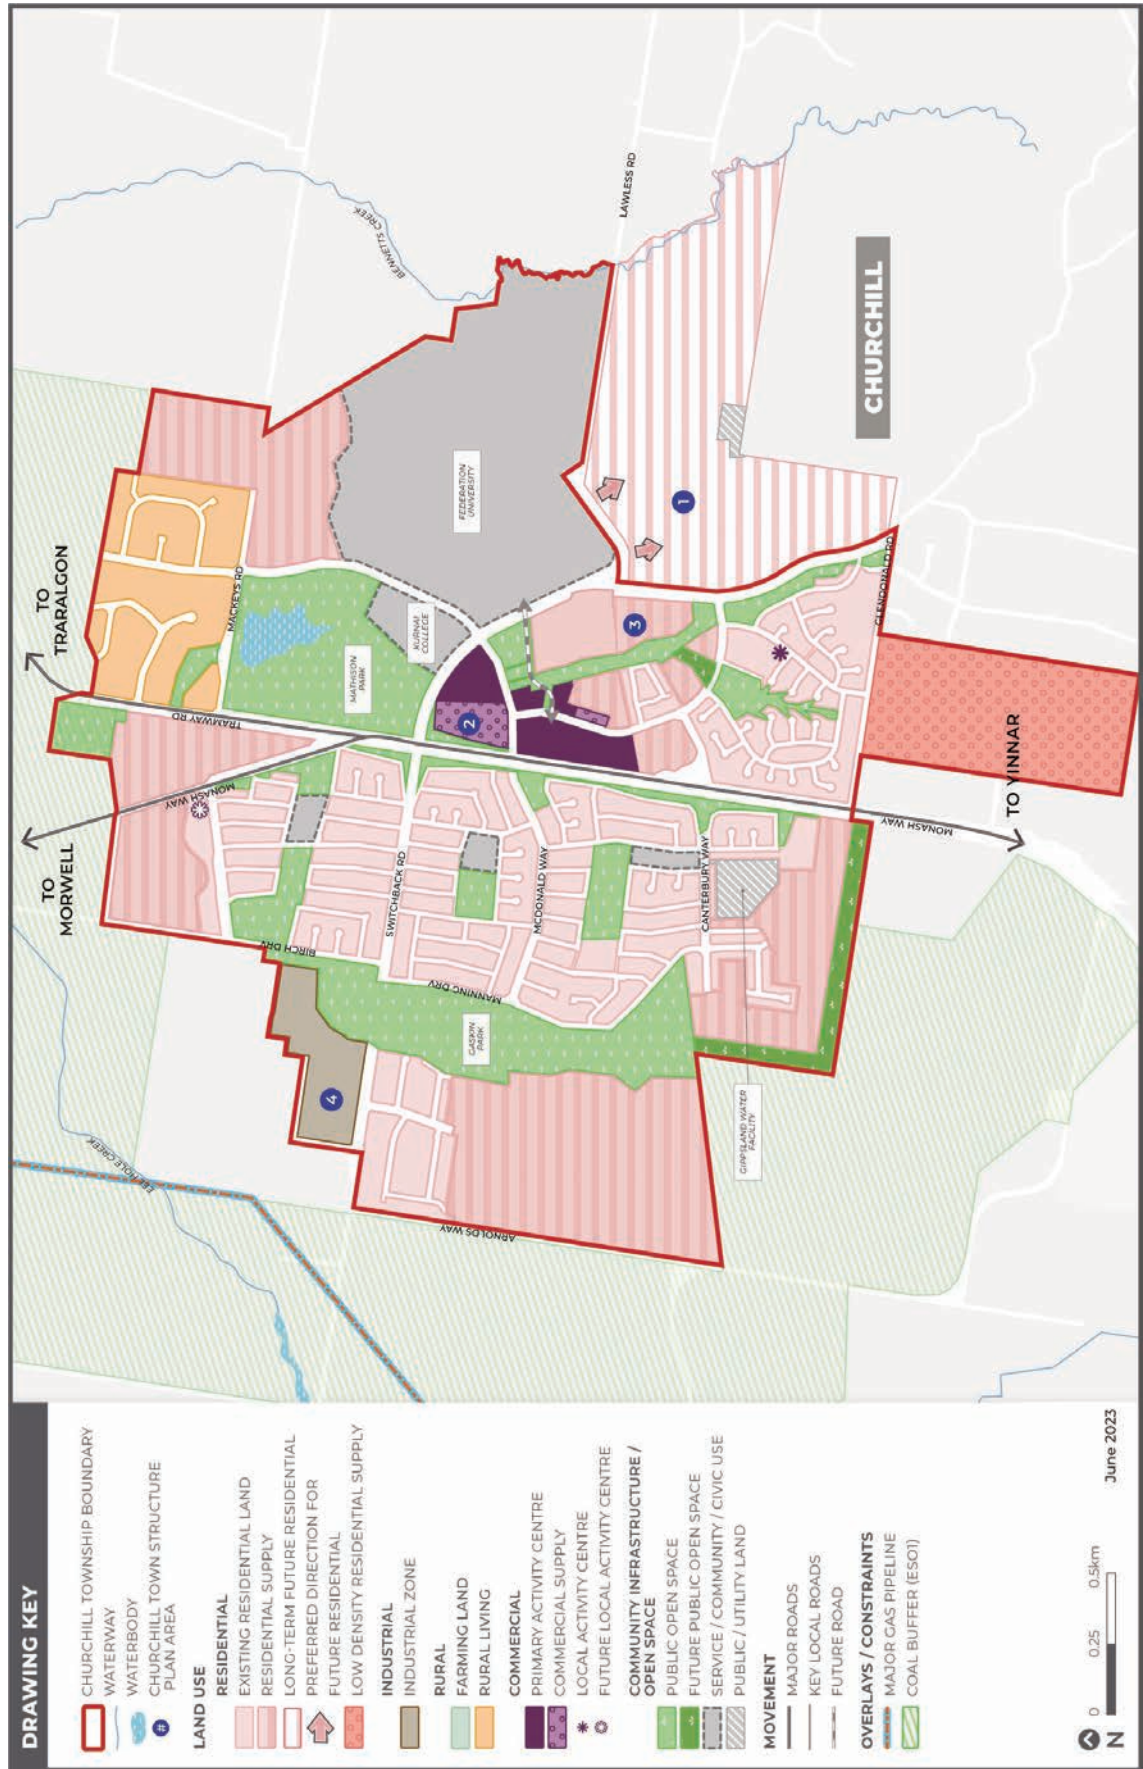 DRAWING KEY
CHURCHILL TOWNSHIP BOUNDARY
WATERWAY
WATERBODY
# CHURCHILL TOWN STRUCTURE
PLAN AREA
LAND USE
RESIDENTIAL
EXISTING RESIDENTIAL LAND
RESIDENTIAL SUPPLY
LONG-TERM FUTURE RESIDENTIAL
PREFERRED DIRECTION FOR
FUTURE RESIDENTIAL
LOW DENSITY RESIDENTIAL SUPPLY
INDUSTRIAL
INDUSTRIAL ZONE
RURAL
FARMING LAND
RURAL LIVING
COMMERCIAL
PRIMARY ACTIVITY CENTRE
COMMERCIAL SUPPLY
LOCAL ACTIVITY CENTRE
FUTURE LOCAL ACTIVITY CENTRE
COMMUNITY INFRASTRUCTURE /
OPEN SPACE
PUBLIC OPEN SPACE
FUTURE PUBLIC OPEN SPACE
SERVICE / COMMUNITY / CIVIC USE
PUBLIC / UTILITY LAND
MOVEMENT
MAJOR ROADS
KEY LOCAL ROADS
FUTURE ROAD
OVERLAYS / CONSTRAINTS
MAJOR GAS PIPELINE
COAL BUFFER (ESO1)
N
0 0.25 0.5km
June 2023
TO
MORWELL
TO
TRARALGON
BENNETTS CREEK
EEL HOLE CREEK
MACKEYS RD
TRAMWAY RD
MONASH WAY
MATHISON
PARK
KURNAI
COLLEGE
FEDERATION
UNIVERSITY
LAWLESS RD
BIRCH DRV
SWITCHBACK RD
MANNING DRV
MCDONALD WAY
GASKIN
PARK
ARNOLDS WAY
CANTERBURY WAY
GIPPSLAND WATER
FACILITY
GLENDONALD RD
MONASH WAY
TO YINNAR
CHURCHILL
1
2
3
4